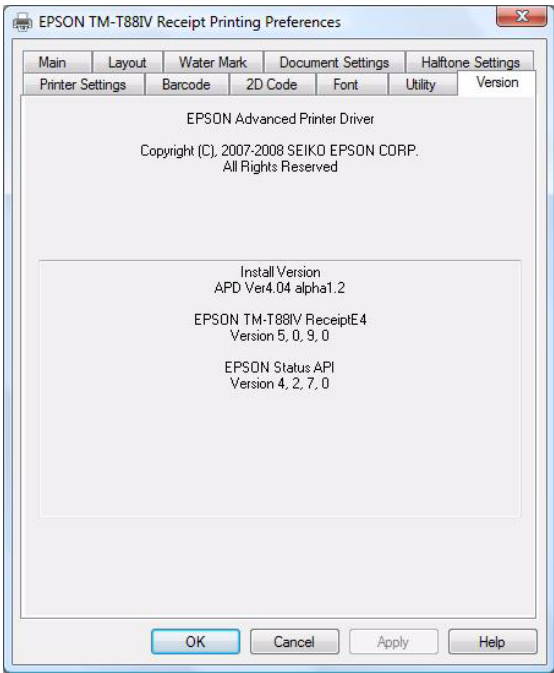 EPSON TM-T88IV Receipt Printing Preferences
Main Layout Water Mark Document Settings Halftone Settings
Printer Settings Barcode 2D Code Font Utility Version
EPSON Advanced Printer Driver
Copyright (C), 2007-2008 SEIKO EPSON CORP.
All Rights Reserved
Install Version
APD Ver4.04 alpha1.2
EPSON TM-T88IV ReceiptE4
Version 5, 0, 9, 0
EPSON Status API
Version 4, 2, 7, 0
OK Cancel Apply Help